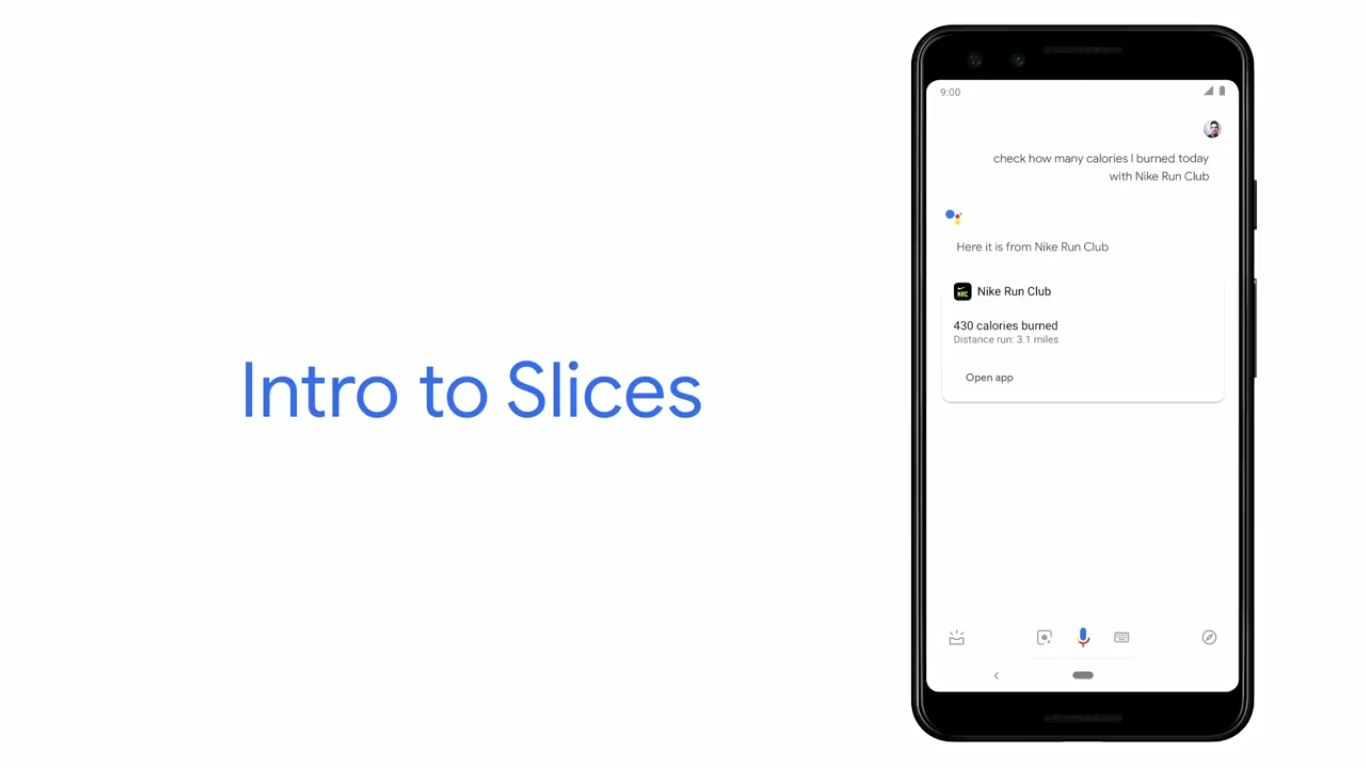 Intro to Slices
9:00
check how many calories I burned today
with Nike Run Club
Here it is from Nike Run Club
NRC
Nike Run Club
430 calories burned
Distance run: 3.1 miles
Open app